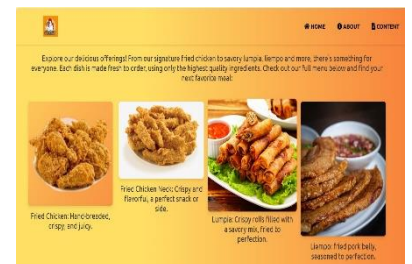 HOME ABOUT CONTENT
Explore our delicious offerings! From our signature fried chicken to savory lumpia, liempo and more, there's something for
everyone. Each dish is made fresh to order, using only the highest quality ingredients. Check out our full menu below and find your
next favorite meal:
Fried Chicken: Hand-breaded,
crispy, and juicy.
Fried Chicken Neck: Crispy and
flavorful, a perfect snack or
side.
Lumpia: Crispy rolls filled with
a savory mix, fried to
perfection.
Liempo: Fried pork belly,
seasoned to perfection.